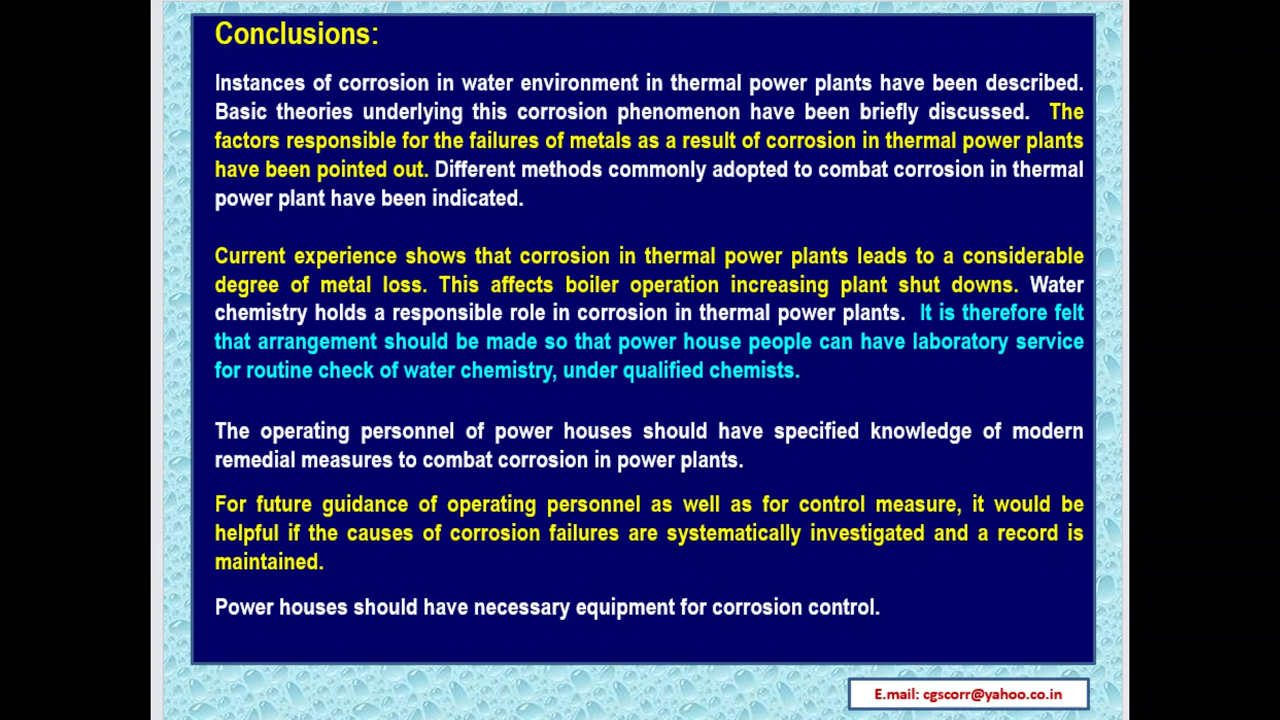 Conclusions:
Instances of corrosion in water environment in thermal power plants have been described.
Basic theories underlying this corrosion phenomenon have been briefly discussed. The
factors responsible for the failures of metals as a result of corrosion in thermal power plants
have been pointed out. Different methods commonly adopted to combat corrosion in thermal
power plant have been indicated.
Current experience shows that corrosion in thermal power plants leads to a considerable
degree of metal loss. This affects boiler operation increasing plant shut downs. Water
chemistry holds a responsible role in corrosion in thermal power plants. It is therefore felt
that arrangement should be made so that power house people can have laboratory service
for routine check of water chemistry, under qualified chemists.
The operating personnel of power houses should have specified knowledge of modern
remedial measures to combat corrosion in power plants.
For future guidance of operating personnel as well as for control measure, it would be
helpful if the causes of corrosion failures are systematically investigated and a record is
maintained.
Power houses should have necessary equipment for corrosion control.
E.mail: cgscorr@yahoo.co.in